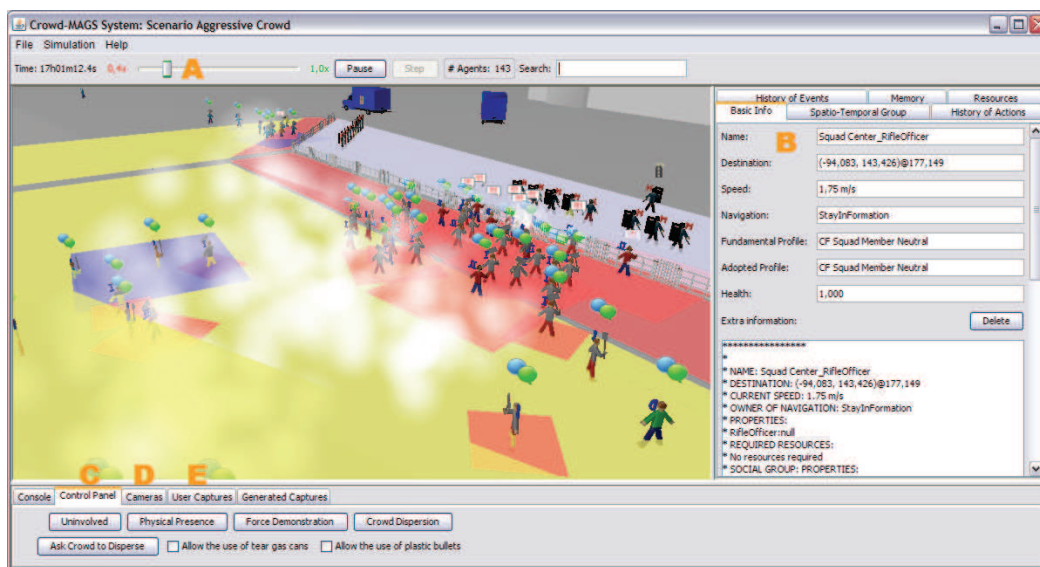 Crowd-MAGS System: Scenario Aggressive Crowd
File Simulation Help
Time: 17h01m12.4s 0,4x A 1,0x Pause Step # Agents: 143 Search:
History of Events Memory Resources
Basic Info Spatio-Temporal Group History of Actions
B
Name: Squad Center_RifleOfficer
Destination: (-94,083, 143,426)@177,149
Speed: 1,75 m/s
Navigation: StayInFormation
Fundamental Profile: CF Squad Member Neutral
Adopted Profile: CF Squad Member Neutral
Health: 1,000
Extra information: Delete
****************
*
* NAME: Squad Center_RifleOfficer
* DESTINATION: (-94,083, 143,426)@177,149
* CURRENT SPEED: 1.75 m/s
* OWNER OF NAVIGATION: StayInFormation
* PROPERTIES:
* RifleOfficer:null
* REQUIRED RESOURCES:
* No resources required
* SOCIAL GROUP: PROPERTIES:
C D E
Console Control Panel Cameras User Captures Generated Captures
Uninvolved Physical Presence Force Demonstration Crowd Dispersion
Ask Crowd to Disperse Allow the use of tear gas cans Allow the use of plastic bullets